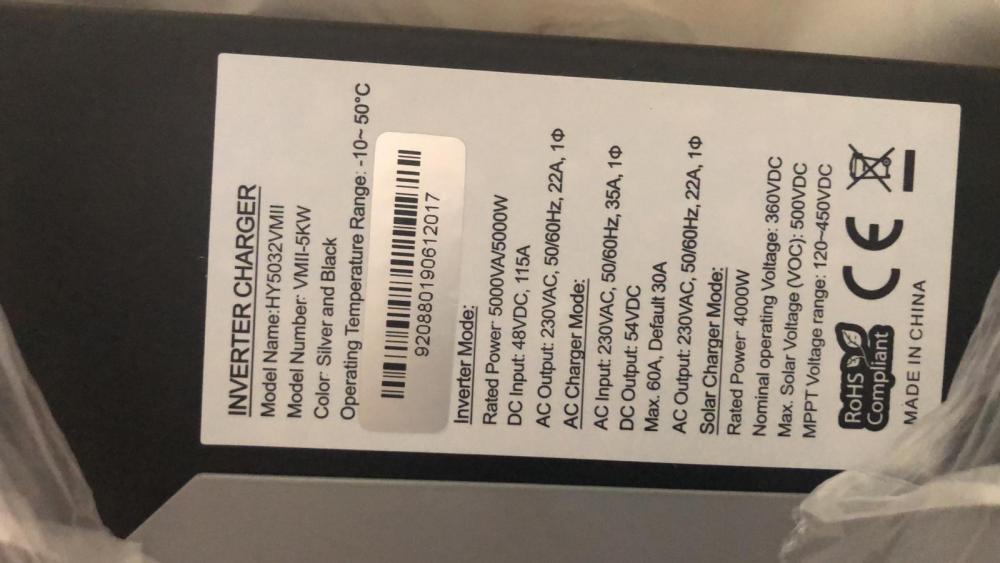 INVERTER CHARGER
Model Name:HY5032VMII
Model Number: VMII-5KW
Color: Silver and Black
Operating Temperature Range: -10~ 50°C
920880190612017
Inverter Mode:
Rated Power: 5000VA/5000W
DC Input: 48VDC, 115A
AC Output: 230VAC, 50/60Hz, 22A, 1Φ
AC Charger Mode:
AC Input: 230VAC, 50/60Hz, 35A, 1Φ
DC Output: 54VDC
Max. 60A, Default 30A
AC Output: 230VAC, 50/60Hz, 22A, 1Φ
Solar Charger Mode:
Rated Power: 4000W
Nominal operating Voltage: 360VDC
Max. Solar Voltage (VOC): 500VDC
MPPT Voltage range: 120~450VDC
RoHS
Compliant
CE
MADE IN CHINA